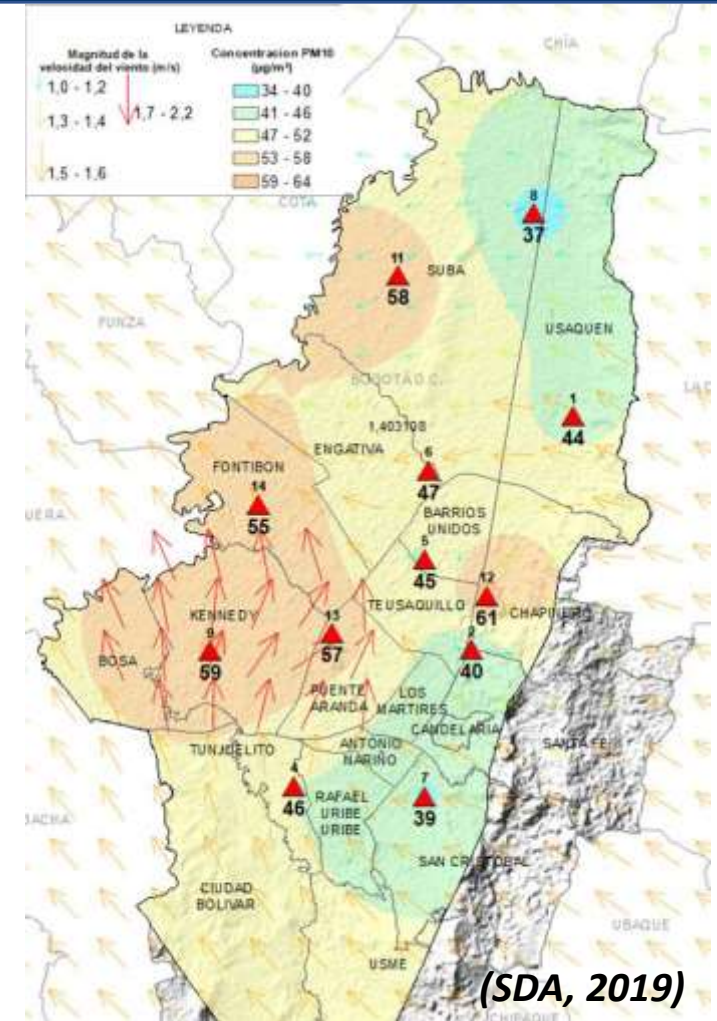 LEYENDA
Magnitud de la
velocidad del viento (m/s)
1,0 - 1,2
1,3 - 1,4
1,5 - 1,6
1,7 - 2,2
Concentracion PM10
(µg/m³)
34 - 40
41 - 46
47 - 52
53 - 58
59 - 64
CHÍA
COTA
8
37
11
58
SUBA
FUNZA
USAQUEN
BOGOTÁ D.C.
1
44
1,403108
ENGATIVA
6
47
FONTIBON
14
55
BARRIOS
UNIDOS
5
45
TEUSAQUILLO
12
61
CHAPINERO
KENNEDY
13
57
9
59
2
40
BOSA
PUENTE
ARANDA
LOS
MARTIRES
CANDELARIA
SANTA FE
TUNJUELITO
ANTONIO
NARIÑO
4
46
RAFAEL
URIBE
URIBE
7
39
SAN CRISTOBAL
CIUDAD
BOLIVAR
UBAQUE
USME
(SDA, 2019)
CHIPAQUE